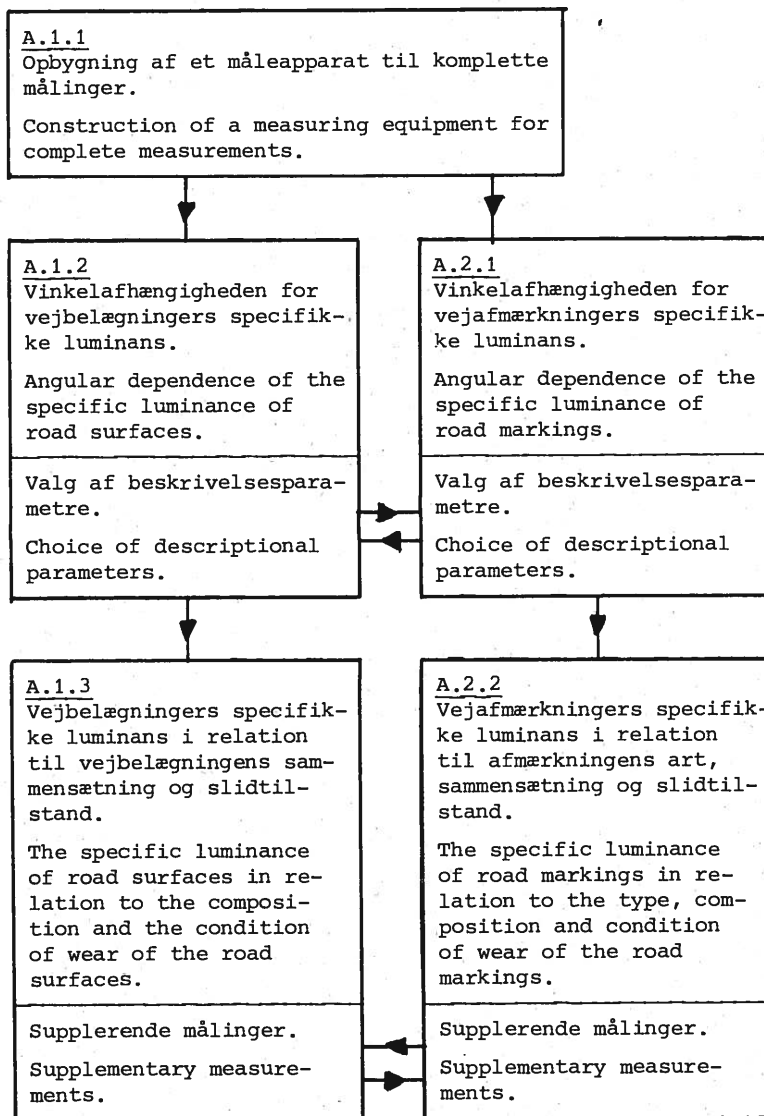 A.1.1
Opbygning af et måleapparat til komplette
målinger.
Construction of a measuring equipment for
complete measurements.
A.1.2
Vinkelafhængigheden for
vejbelægningers specifik-
ke luminans.
Angular dependence of the
specific luminance of
road surfaces.
Valg af beskrivelsespara-
metre.
Choice of descriptional
parameters.
A.2.1
Vinkelafhængigheden for
vejafmærkningers specifik-
ke luminans.
Angular dependence of the
specific luminance of
road markings.
Valg af beskrivelsespara-
metre.
Choice of descriptional
parameters.
A.1.3
Vejbelægningers specifik-
ke luminans i relation
til vejbelægningens sam-
mensætning og slidtil-
stand.
The specific luminance
of road surfaces in re-
lation to the composi-
tion and the condition
of wear of the road
surfaces.
Supplerende målinger.
Supplementary measure-
ments.
A.2.2
Vejafmærkningers specifik-
ke luminans i relation
til afmærkningens art,
sammensætning og slidtil-
stand.
The specific luminance
of road markings in re-
lation to the type, com-
position and condition
of wear of the road
markings.
Supplerende målinger.
Supplementary measure-
ments.